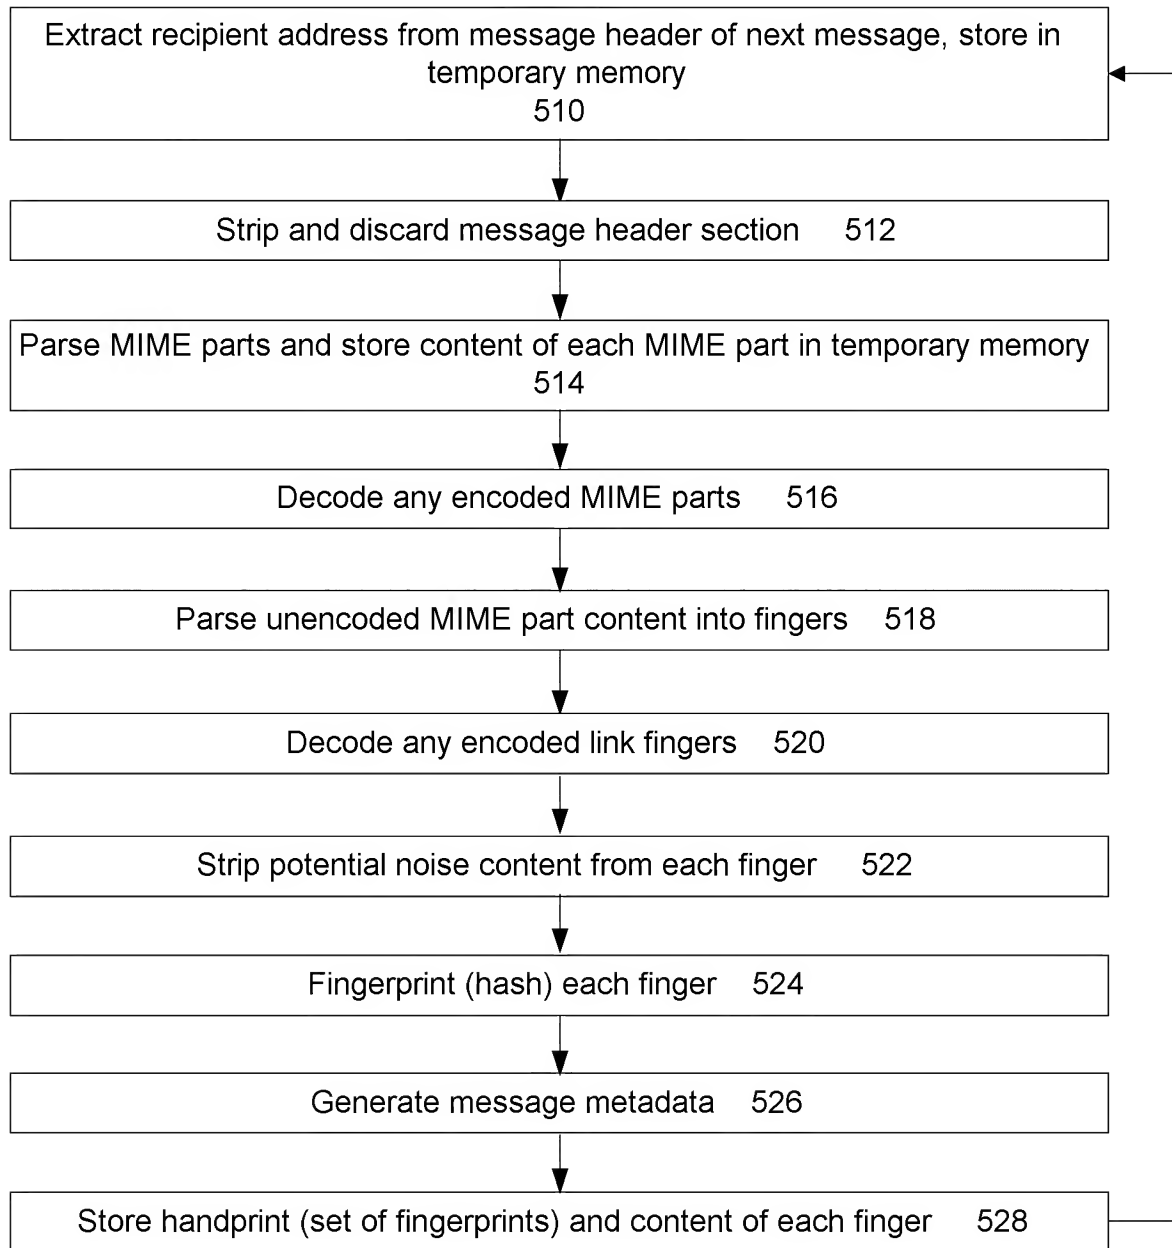 Extract recipient address from message header of next message, store in
temporary memory
510
Strip and discard message header section 512
Parse MIME parts and store content of each MIME part in temporary memory
514
Decode any encoded MIME parts 516
Parse unencoded MIME part content into fingers 518
Decode any encoded link fingers 520
Strip potential noise content from each finger 522
Fingerprint (hash) each finger 524
Generate message metadata 526
Store handprint (set of fingerprints) and content of each finger 528